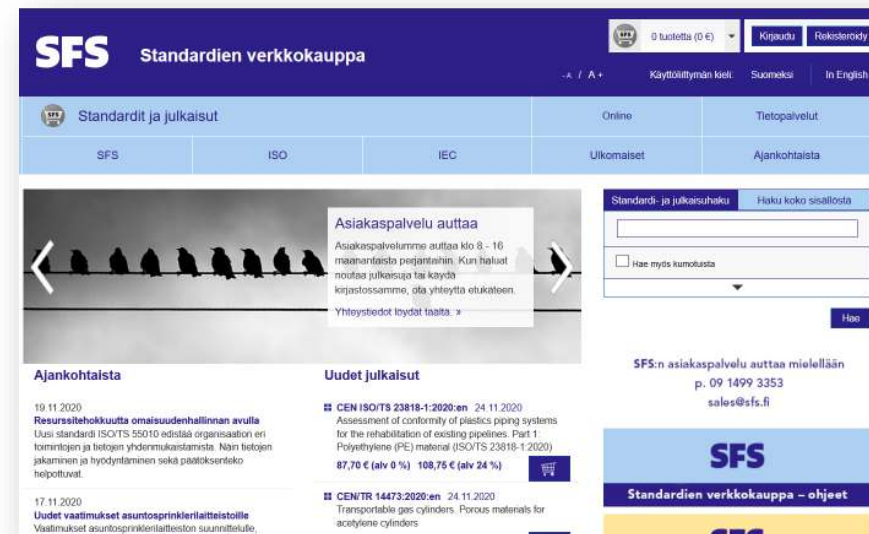 SFS Standardien verkkokauppa
0 tuotetta (0 €)
Kirjaudu
Rekisteröidy
-A / A+
Käyttöliittymän kieli:
Suomeksi
In English
Standardit ja julkaisut
Online
Tietopalvelut
SFS
ISO
IEC
Ulkomaiset
Ajankohtaista
Asiakaspalvelu auttaa
Asiakaspalvelumme auttaa klo 8 - 16
maanantaista perjantaihin. Kun haluat
noutaa julkaisuja tai käydä
kirjastossamme, ota yhteyttä etukäteen.
Yhteystiedot löydät täältä. »
Standardi- ja julkaisuhaku
Haku koko sisällöstä
Hae myös kumotuista
Hae
SFS:n asiakaspalvelu auttaa mielellään
p. 09 1499 3353
sales@sfs.fi
SFS
Standardien verkkokauppa – ohjeet
SFS
Ajankohtaista
19.11.2020
Resurssitehokkuutta omaisuudenhallinnan avulla
Uusi standardi ISO/TS 55010 edistää organisaation eri
toimintojen ja tietojen yhdenmukaistamista. Näin tietojen
jakaminen ja hyödyntäminen sekä päätöksenteko
helpottuvat.
17.11.2020
Uudet vaatimukset asuntosprinklerilaitteistoille
Vaatimukset asuntosprinklerilaitteiston suunnittelulle,
Uudet julkaisut
CEN ISO/TS 23818-1:2020:en 24.11.2020
Assessment of conformity of plastics piping systems
for the rehabilitation of existing pipelines. Part 1:
Polyethylene (PE) material (ISO/TS 23818-1:2020)
87,70 € (alv 0 %) 108,75 € (alv 24 %)
CEN/TR 14473:2020:en 24.11.2020
Transportable gas cylinders. Porous materials for
acetylene cylinders